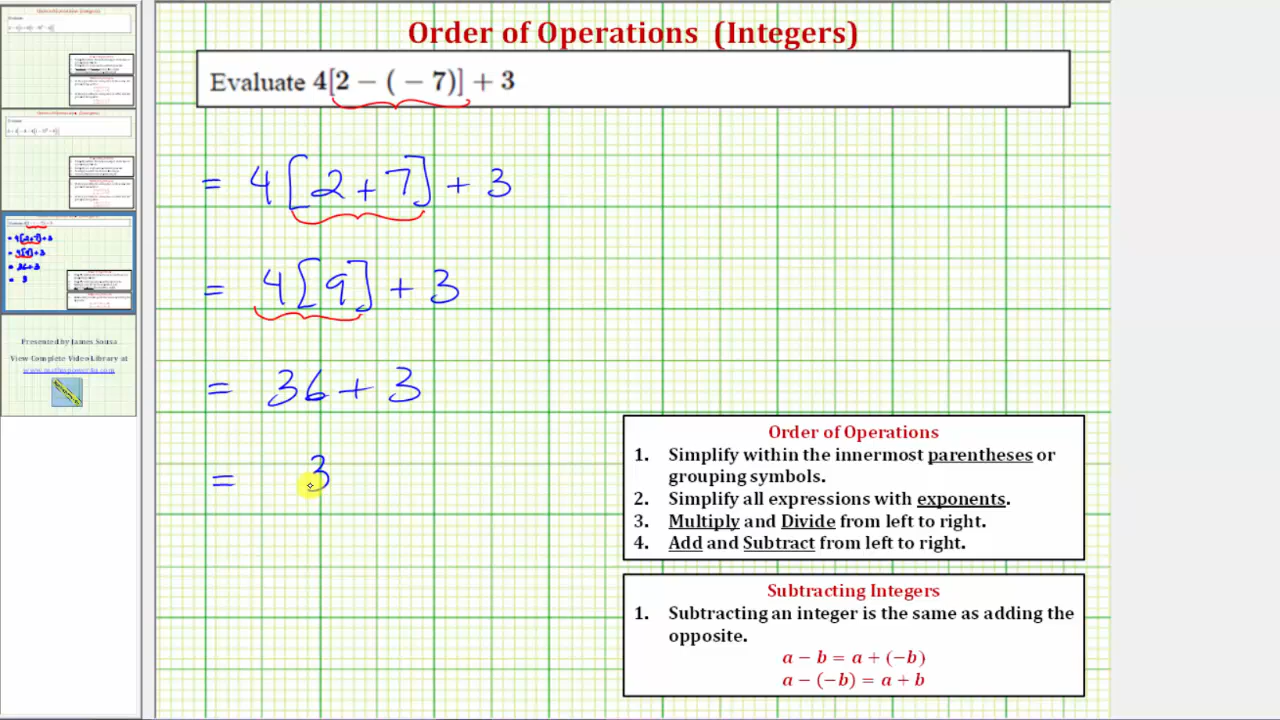 Order of Operations (Integers)
Evaluate 4[2 − ( − 7)] + 3
= 4[2 + 7] + 3
= 4[9] + 3
= 36 + 3
= 3
Order of Operations
1. Simplify within the innermost parentheses or
grouping symbols.
2. Simplify all expressions with exponents.
3. Multiply and Divide from left to right.
4. Add and Subtract from left to right.
Subtracting Integers
1. Subtracting an integer is the same as adding the
opposite.
a − b = a + (−b)
a − (−b) = a + b
Presented by James Sousa
View Complete Video Library at
www.mathispower4u.com